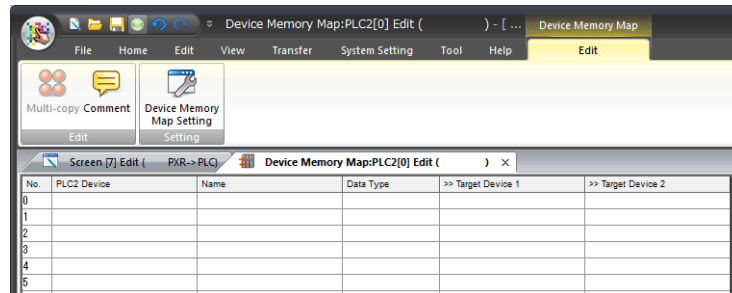 Device Memory Map:PLC2[0] Edit ( ) - [ ... Device Memory Map
File Home Edit View Transfer System Setting Tool Help Edit
Multi-copy Comment Device Memory Map Setting
Edit Setting
Screen [7] Edit ( PXR->PLC) Device Memory Map:PLC2[0] Edit ( ) ×
No. PLC2 Device Name Data Type >> Target Device 1 >> Target Device 2
0
1
2
3
4
5